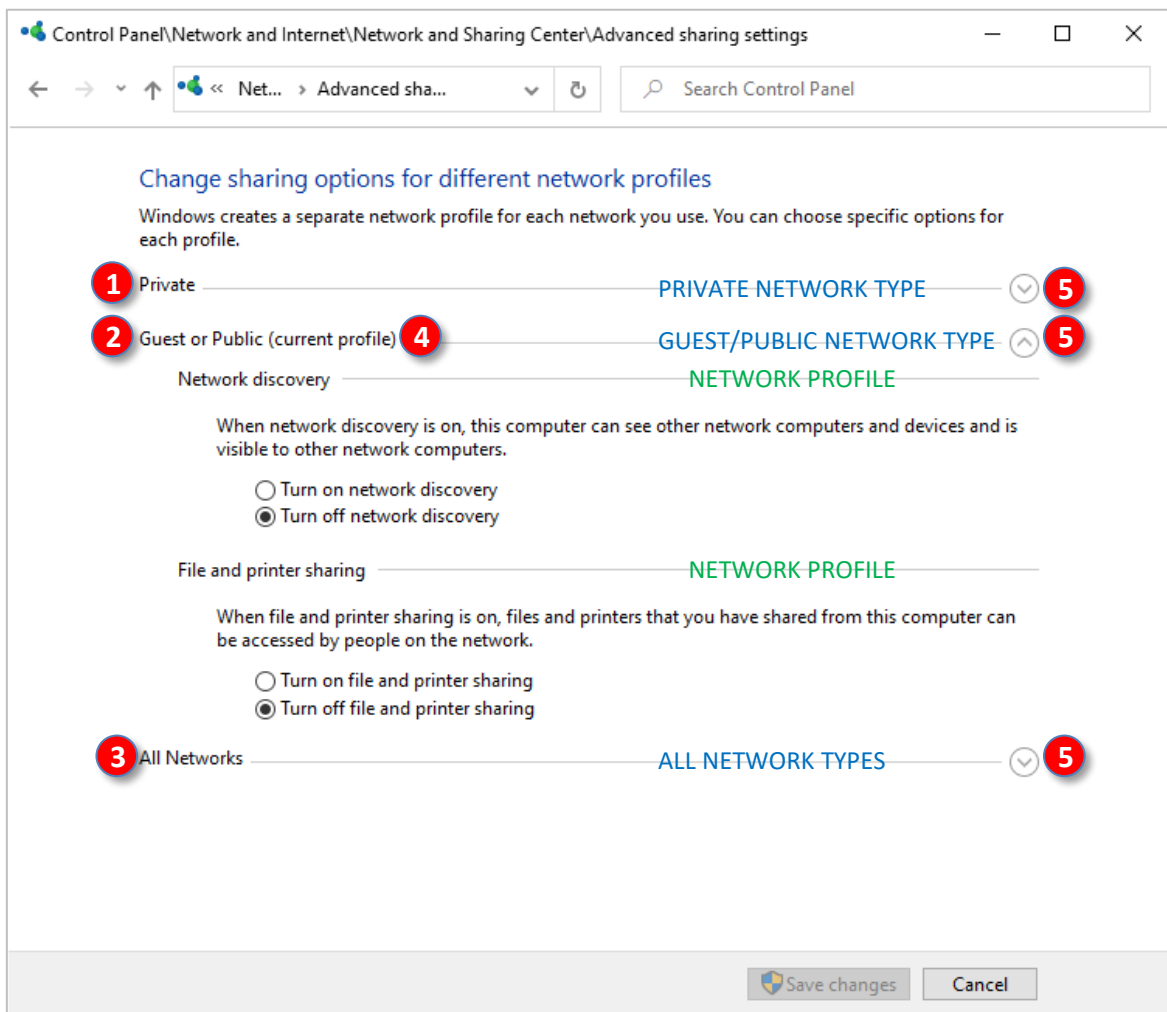 Control Panel\Network and Internet\Network and Sharing Center\Advanced sharing settings
« Net... › Advanced sha...
Search Control Panel
Change sharing options for different network profiles
Windows creates a separate network profile for each network you use. You can choose specific options for
each profile.
1 Private PRIVATE NETWORK TYPE 5
2 Guest or Public (current profile) 4 GUEST/PUBLIC NETWORK TYPE 5
Network discovery NETWORK PROFILE
When network discovery is on, this computer can see other network computers and devices and is
visible to other network computers.
Turn on network discovery
Turn off network discovery
File and printer sharing NETWORK PROFILE
When file and printer sharing is on, files and printers that you have shared from this computer can
be accessed by people on the network.
Turn on file and printer sharing
Turn off file and printer sharing
3 All Networks ALL NETWORK TYPES 5
Save changes Cancel